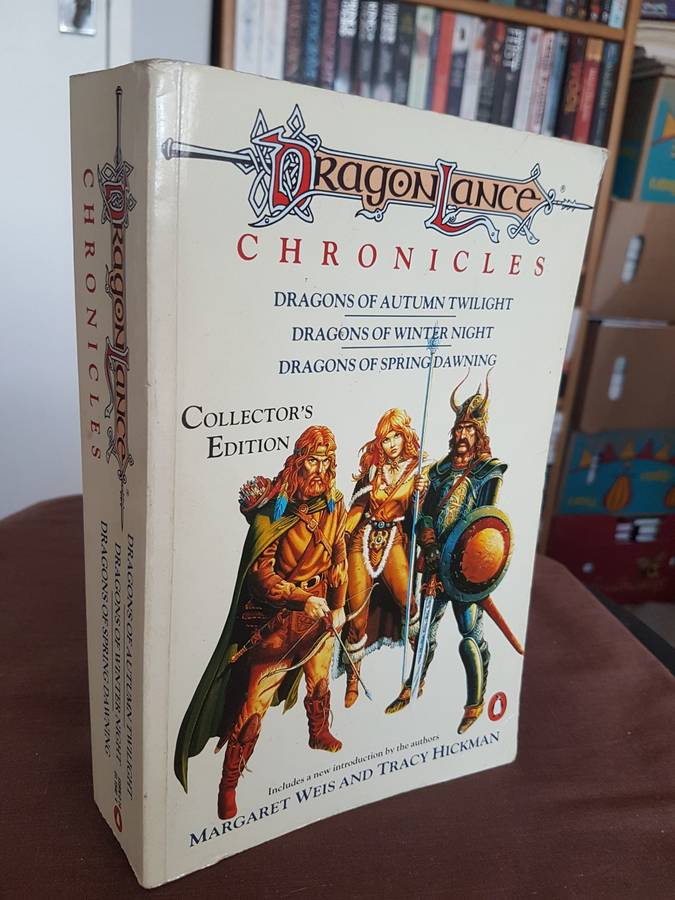 DRAGONLANCE ®
CHRONICLES
DRAGONS OF AUTUMN TWILIGHT
DRAGONS OF WINTER NIGHT
DRAGONS OF SPRING DAWNING
COLLECTOR'S
EDITION
Includes a new introduction by the authors
MARGARET WEIS AND TRACY HICKMAN
CHRONICLES
DRAGONLANCE
DRAGONS OF AUTUMN TWILIGHT
DRAGONS OF WINTER NIGHT
DRAGONS OF SPRING DAWNING